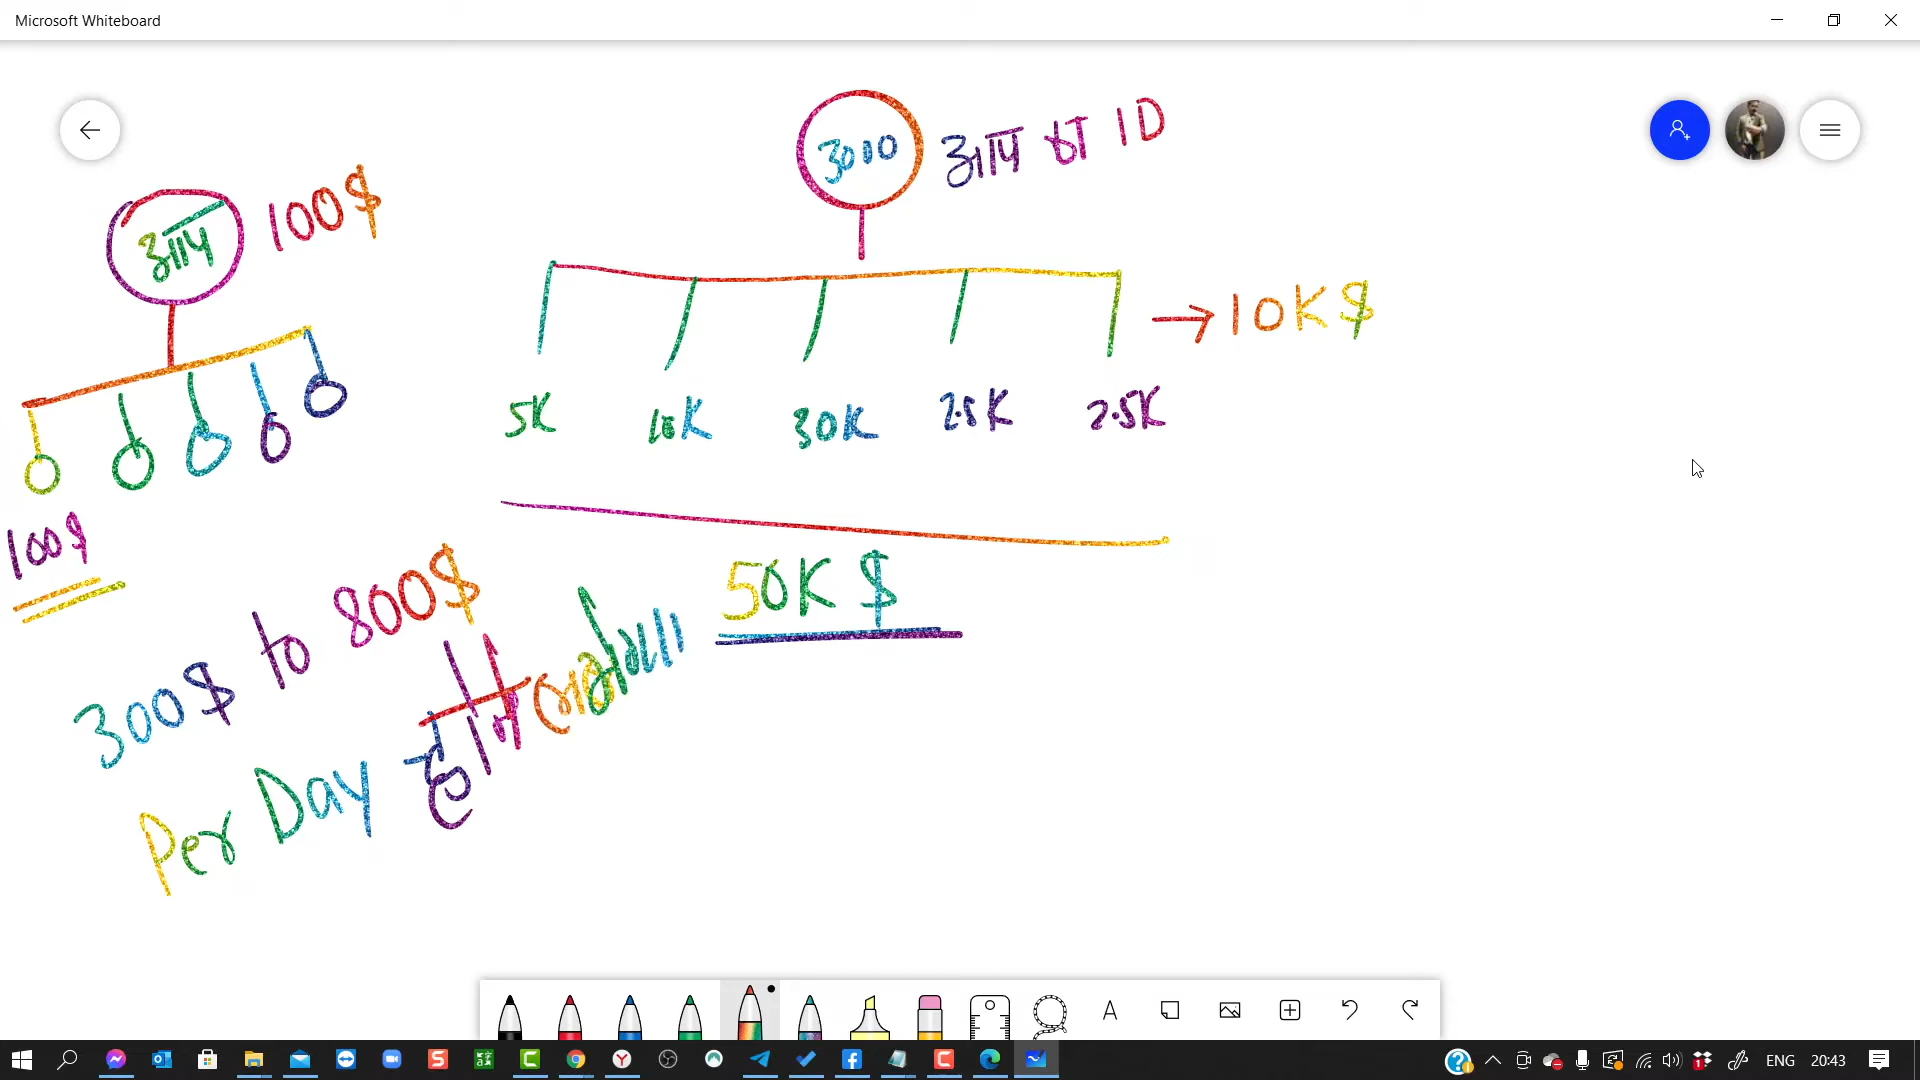 Microsoft Whiteboard
3000 आप की ID
आप 100$
→ 10K $
5K 10K 30K 2.5K 2.5K
100$
50K $
300$ to 800$
Per Day
A
ENG 20:43